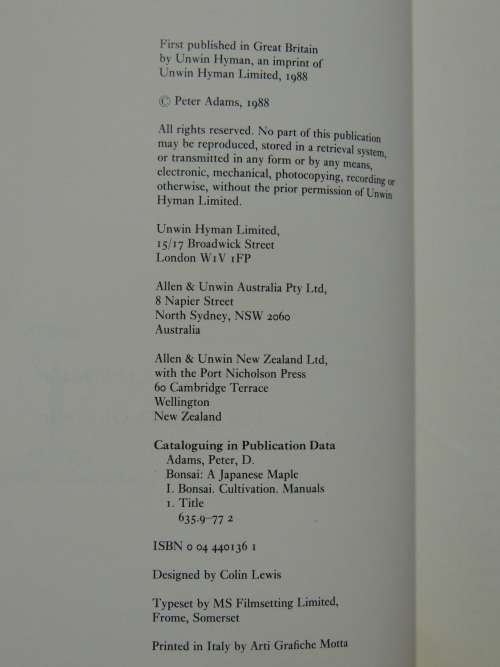 First published in Great Britain
by Unwin Hyman, an imprint of
Unwin Hyman Limited, 1988
© Peter Adams, 1988
All rights reserved. No part of this publication
may be reproduced, stored in a retrieval system,
or transmitted in any form or by any means,
electronic, mechanical, photocopying, recording or
otherwise, without the prior permission of Unwin
Hyman Limited.
Unwin Hyman Limited,
15/17 Broadwick Street
London W1V 1FP
Allen & Unwin Australia Pty Ltd,
8 Napier Street
North Sydney, NSW 2060
Australia
Allen & Unwin New Zealand Ltd,
with the Port Nicholson Press
60 Cambridge Terrace
Wellington
New Zealand
Cataloguing in Publication Data
Adams, Peter, D.
Bonsai: A Japanese Maple
I. Bonsai. Cultivation. Manuals
1. Title
635.9–77 2
ISBN 0 04 440136 1
Designed by Colin Lewis
Typeset by MS Filmsetting Limited,
Frome, Somerset
Printed in Italy by Arti Grafiche Motta